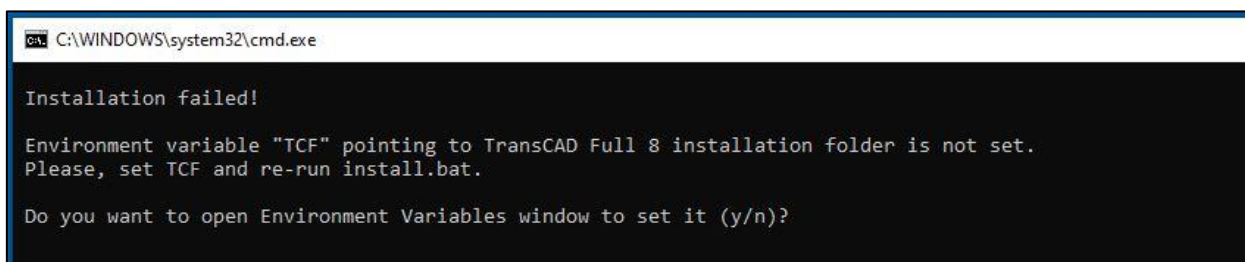 C:\WINDOWS\system32\cmd.exe
Installation failed!
Environment variable "TCF" pointing to TransCAD Full 8 installation folder is not set.
Please, set TCF and re-run install.bat.
Do you want to open Environment Variables window to set it (y/n)?